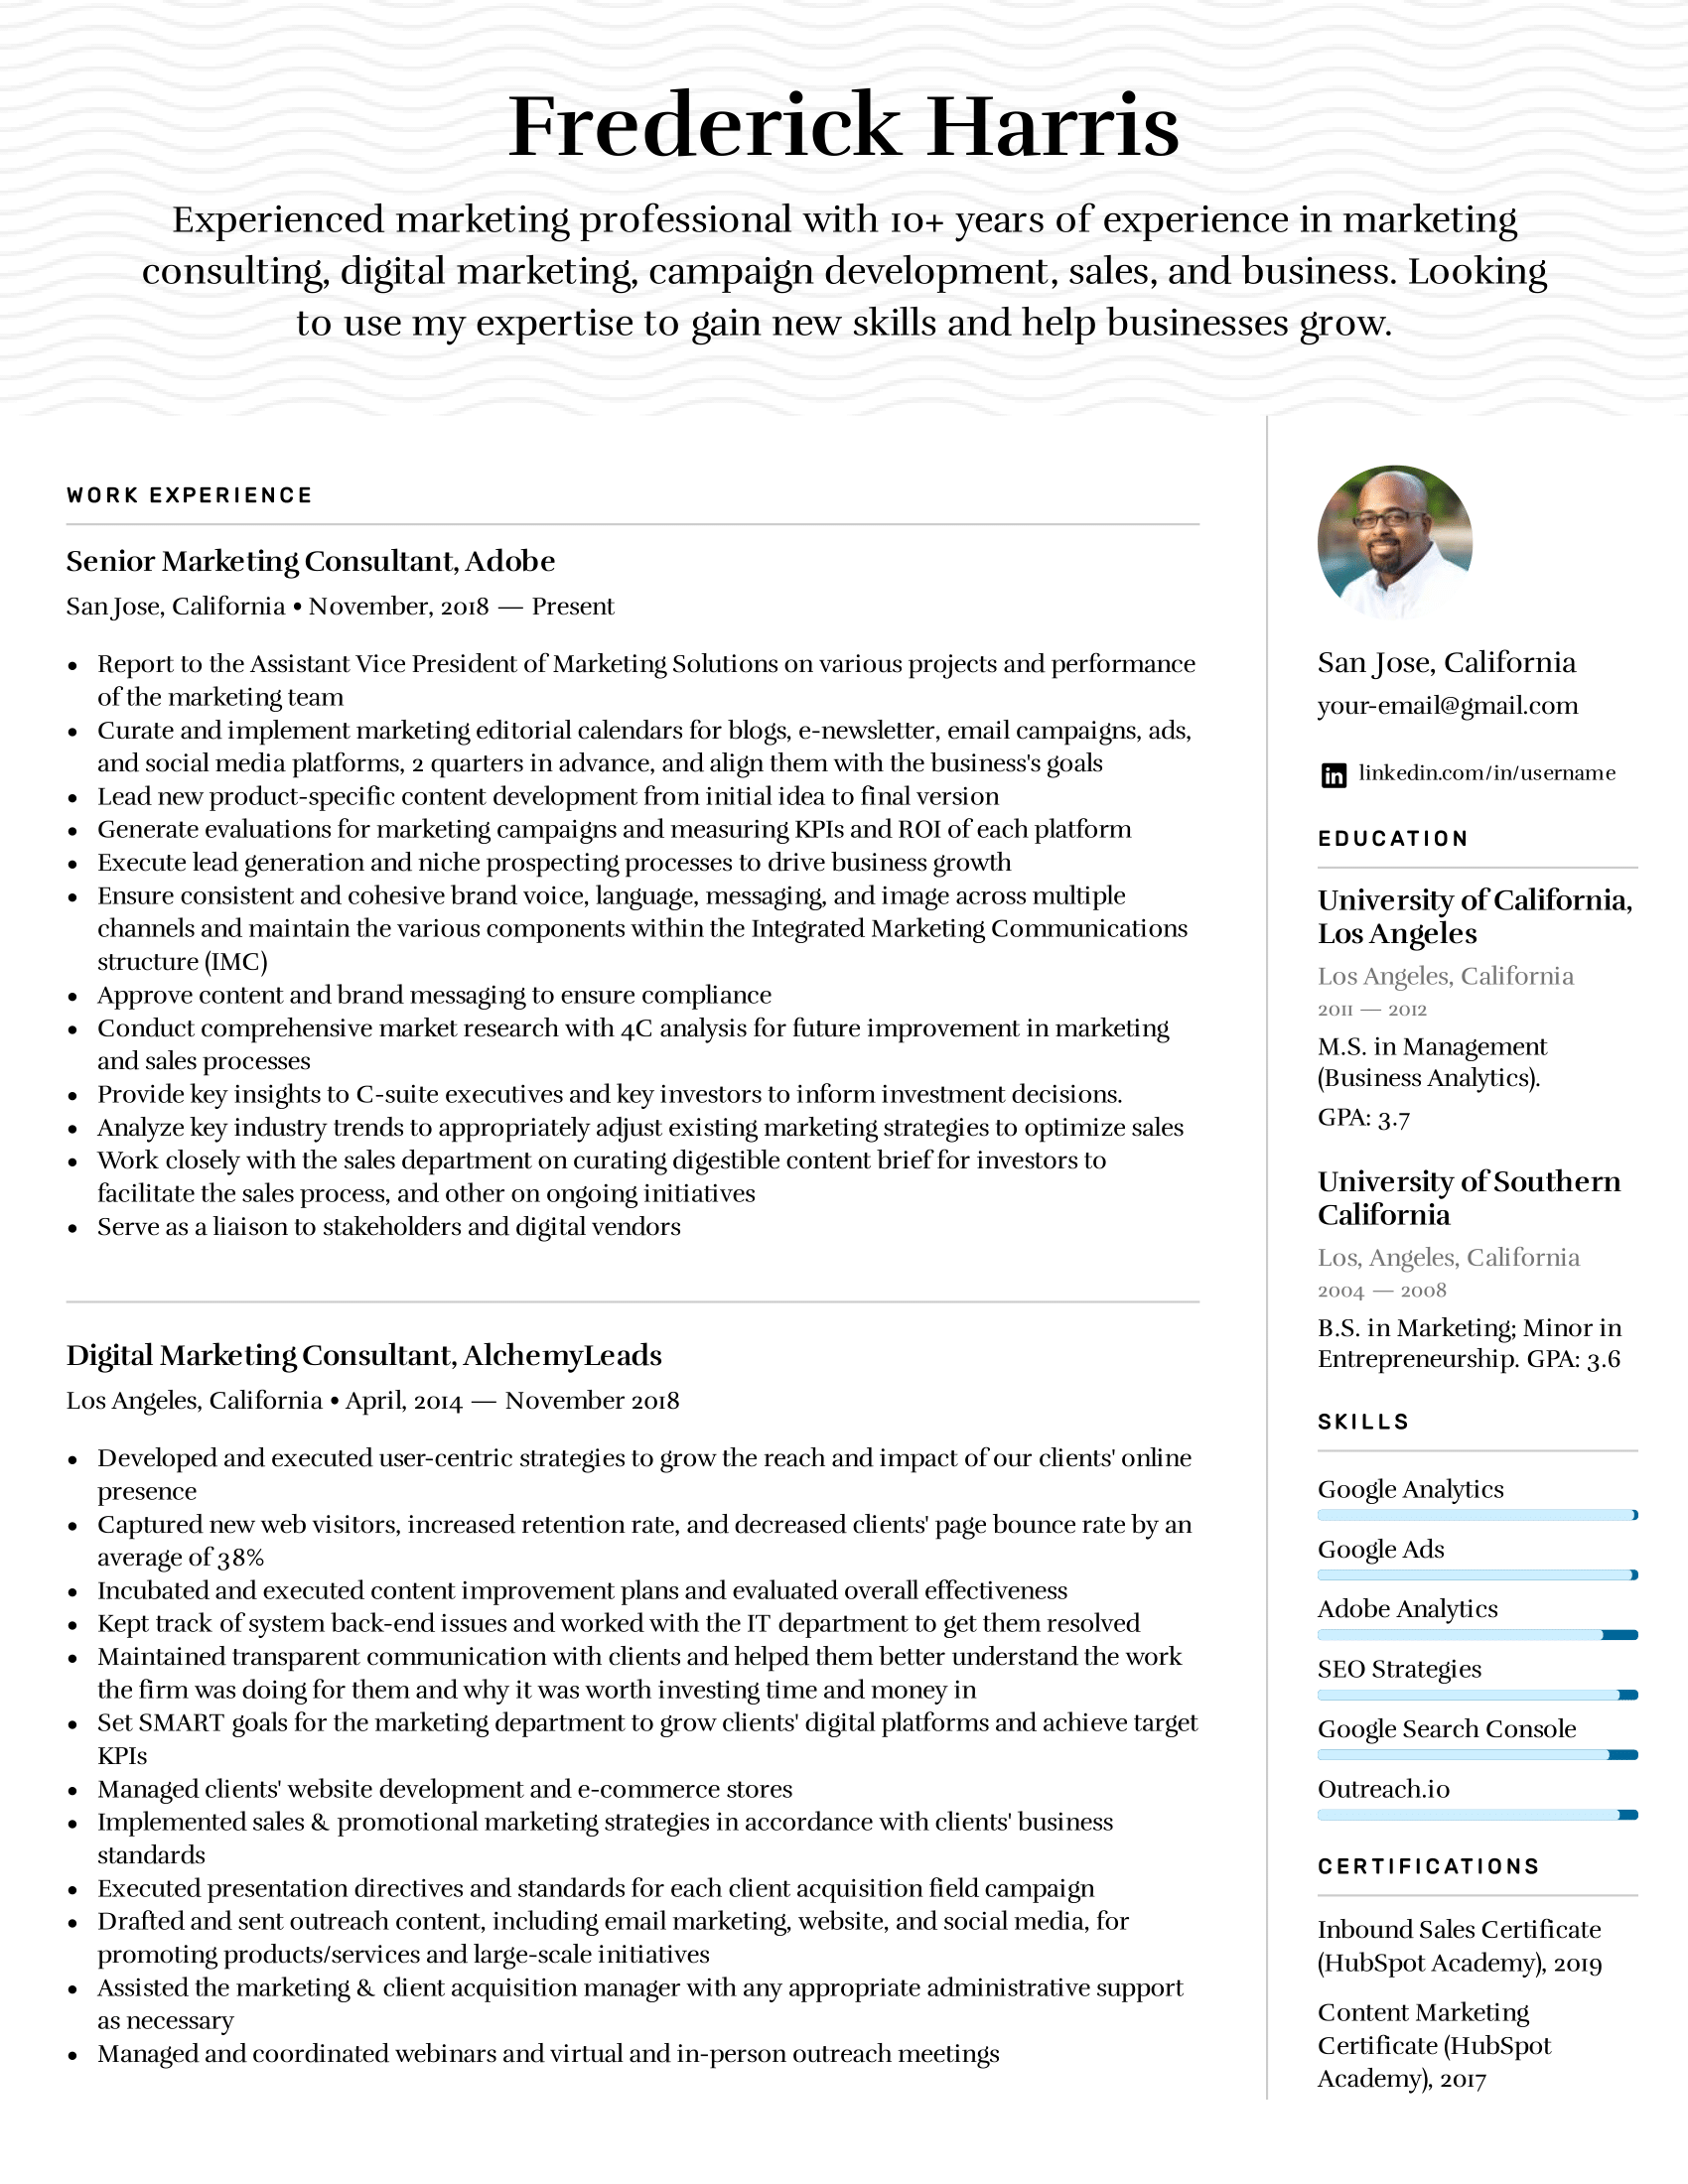 Frederick Harris
Experienced marketing professional with 10+ years of experience in marketing
consulting, digital marketing, campaign development, sales, and business. Looking
to use my expertise to gain new skills and help businesses grow.
WORK EXPERIENCE
Senior Marketing Consultant, Adobe
San Jose, California • November, 2018 — Present
• Report to the Assistant Vice President of Marketing Solutions on various projects and performance
of the marketing team
• Curate and implement marketing editorial calendars for blogs, e-newsletter, email campaigns, ads,
and social media platforms, 2 quarters in advance, and align them with the business's goals
• Lead new product-specific content development from initial idea to final version
• Generate evaluations for marketing campaigns and measuring KPIs and ROI of each platform
• Execute lead generation and niche prospecting processes to drive business growth
• Ensure consistent and cohesive brand voice, language, messaging, and image across multiple
channels and maintain the various components within the Integrated Marketing Communications
structure (IMC)
• Approve content and brand messaging to ensure compliance
• Conduct comprehensive market research with 4C analysis for future improvement in marketing
and sales processes
• Provide key insights to C-suite executives and key investors to inform investment decisions.
• Analyze key industry trends to appropriately adjust existing marketing strategies to optimize sales
• Work closely with the sales department on curating digestible content brief for investors to
facilitate the sales process, and other on ongoing initiatives
• Serve as a liaison to stakeholders and digital vendors
Digital Marketing Consultant, AlchemyLeads
Los Angeles, California • April, 2014 — November 2018
• Developed and executed user-centric strategies to grow the reach and impact of our clients' online
presence
• Captured new web visitors, increased retention rate, and decreased clients' page bounce rate by an
average of 38%
• Incubated and executed content improvement plans and evaluated overall effectiveness
• Kept track of system back-end issues and worked with the IT department to get them resolved
• Maintained transparent communication with clients and helped them better understand the work
the firm was doing for them and why it was worth investing time and money in
• Set SMART goals for the marketing department to grow clients' digital platforms and achieve target
KPIs
• Managed clients' website development and e-commerce stores
• Implemented sales & promotional marketing strategies in accordance with clients' business
standards
• Executed presentation directives and standards for each client acquisition field campaign
• Drafted and sent outreach content, including email marketing, website, and social media, for
promoting products/services and large-scale initiatives
• Assisted the marketing & client acquisition manager with any appropriate administrative support
as necessary
• Managed and coordinated webinars and virtual and in-person outreach meetings
San Jose, California
your-email@gmail.com
in linkedin.com/in/username
EDUCATION
University of California,
Los Angeles
Los Angeles, California
2011 — 2012
M.S. in Management
(Business Analytics).
GPA: 3.7
University of Southern
California
Los, Angeles, California
2004 — 2008
B.S. in Marketing; Minor in
Entrepreneurship. GPA: 3.6
SKILLS
Google Analytics
Google Ads
Adobe Analytics
SEO Strategies
Google Search Console
Outreach.io
CERTIFICATIONS
Inbound Sales Certificate
(HubSpot Academy), 2019
Content Marketing
Certificate (HubSpot
Academy), 2017